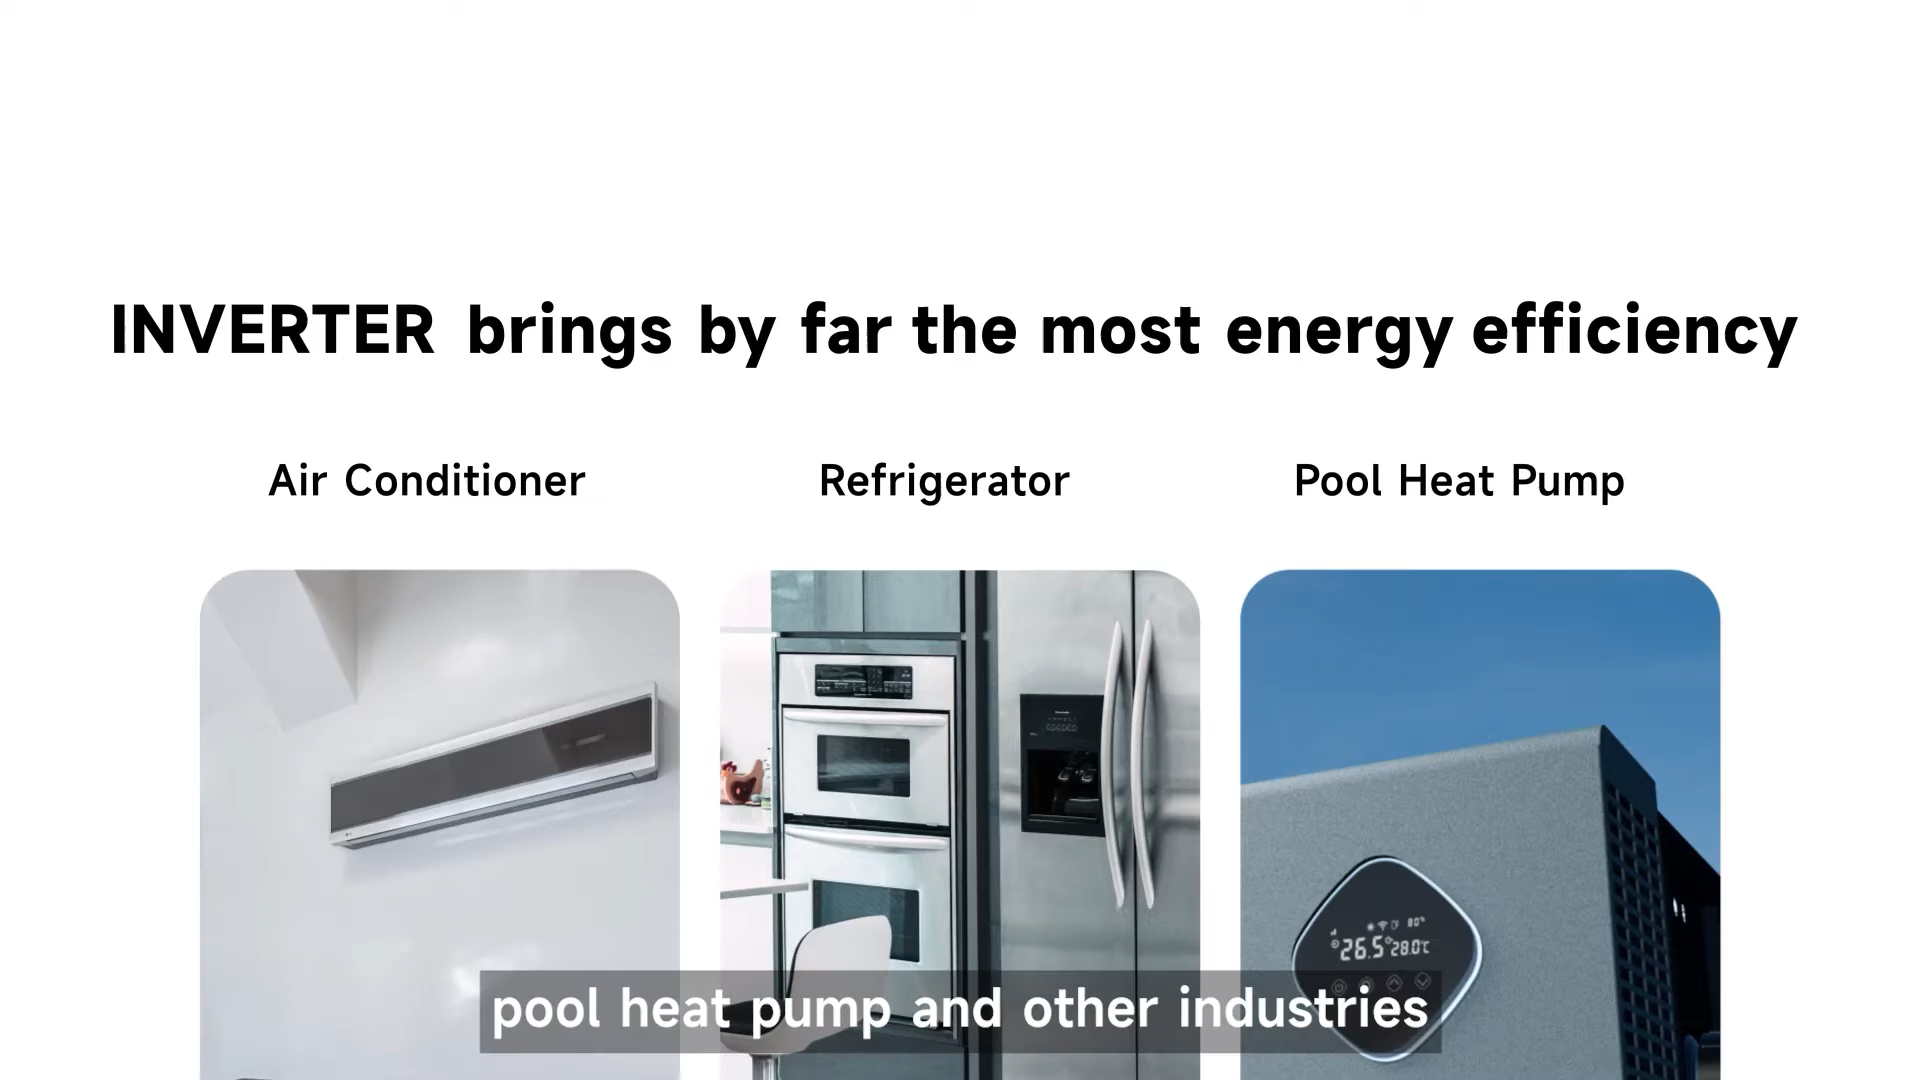 INVERTER brings by far the most energy efficiency
Air Conditioner
Refrigerator
Pool Heat Pump
80%
26.5°C 28.0°C
pool heat pump and other industries